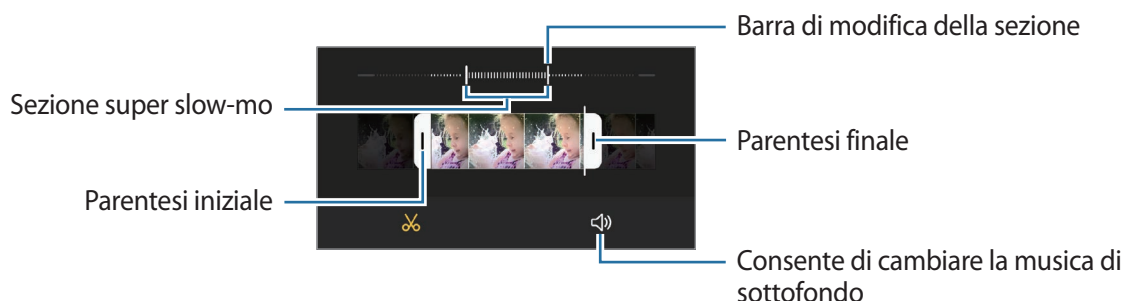 Barra di modifica della sezione
Sezione super slow-mo
Parentesi finale
Parentesi iniziale
Consente di cambiare la musica di
sottofondo